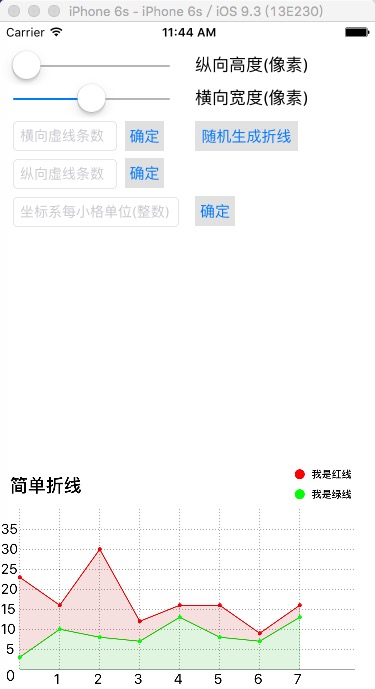 iPhone 6s - iPhone 6s / iOS 9.3 (13E230)
Carrier 11:44 AM
纵向高度(像素)
横向宽度(像素)
横向虚线条数 确定 随机生成折线
纵向虚线条数 确定
坐标系每小格单位(整数) 确定
我是红线
简单折线
我是绿线
35
30
25
20
15
10
5
0
1 2 3 4 5 6 7